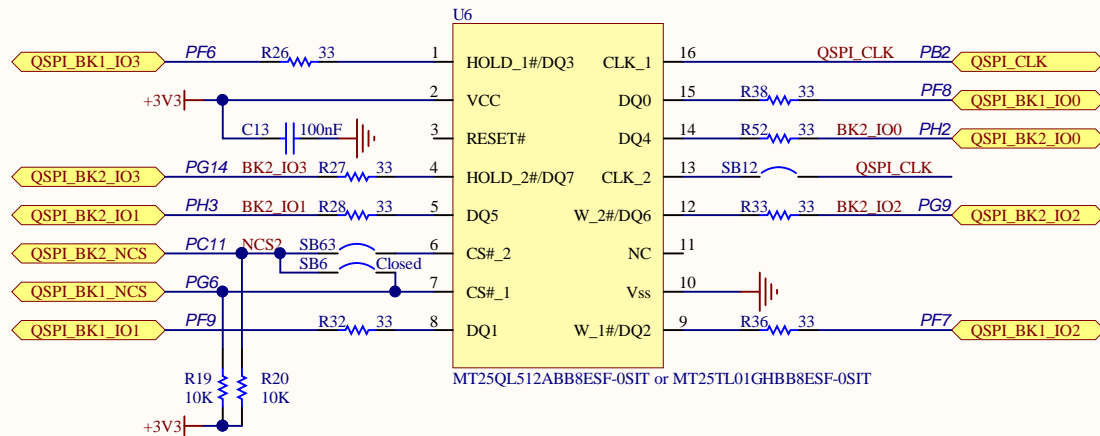 U6
QSPI_BK1_IO3 PF6 R26 33 1 HOLD_1#/DQ3 CLK_1 16 QSPI_CLK PB2 QSPI_CLK
+3V3 2 VCC DQ0 15 R38 33 PF8 QSPI_BK1_IO0
C13 100nF 3 RESET# DQ4 14 R52 33 BK2_IO0 PH2 QSPI_BK2_IO0
QSPI_BK2_IO3 PG14 BK2_IO3 R27 33 4 HOLD_2#/DQ7 CLK_2 13 SB12 QSPI_CLK
QSPI_BK2_IO1 PH3 BK2_IO1 R28 33 5 DQ5 W_2#/DQ6 12 R33 33 BK2_IO2 PG9 QSPI_BK2_IO2
QSPI_BK2_NCS PC11 NCS2 SB63 6 CS#_2 NC 11
SB6 Closed
QSPI_BK1_NCS PG6 7 CS#_1 Vss 10
QSPI_BK1_IO1 PF9 R32 33 8 DQ1 W_1#/DQ2 9 R36 33 PF7 QSPI_BK1_IO2
R19 R20 MT25QL512ABB8ESF-0SIT or MT25TL01GHBB8ESF-0SIT
10K 10K
+3V3